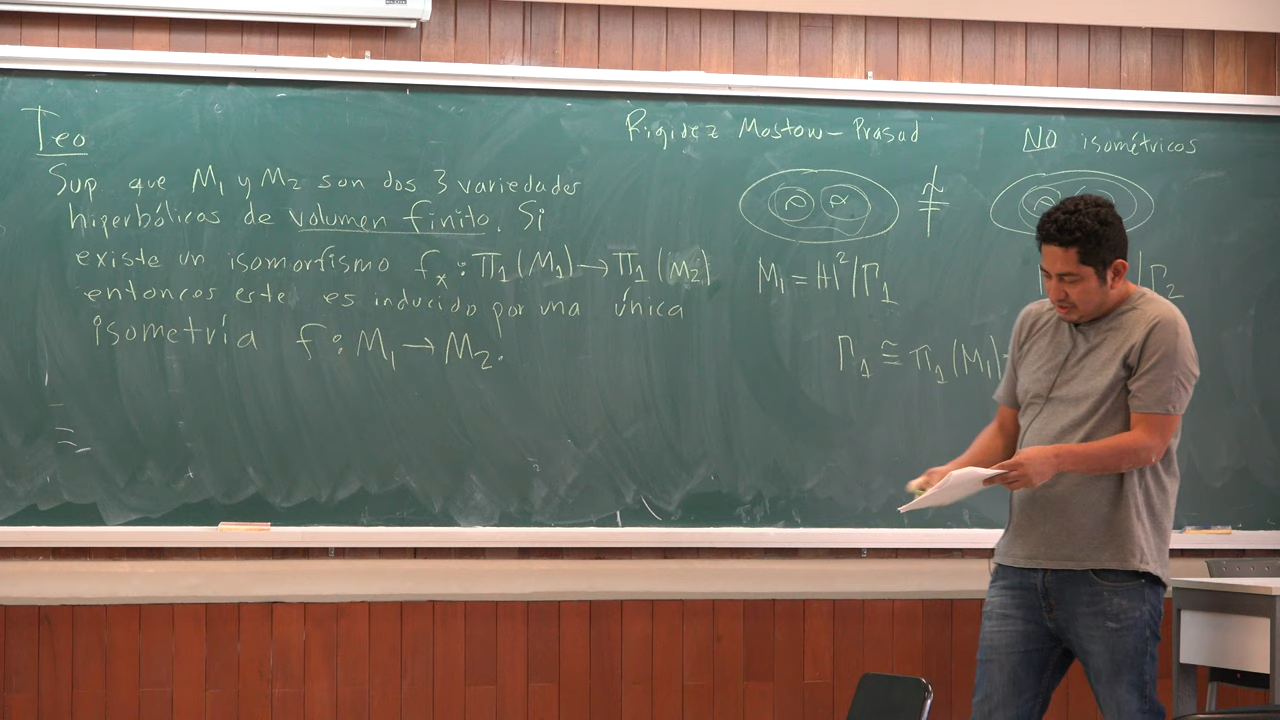 Teo
Sup. que M₁ y M₂ son dos 3 variedades
hiperbólicas de volumen finito. Si
existe un isomorfismo fₓ : π₁(M₁) → π₁(M₂)
entonces este es inducido por una única
isometría f : M₁ → M₂.
Rigidez Mostow-Prasad
NO isométricos
≇
M₁ = H²/Γ₁
|Γ₂
Γ₁ ≅ π₁(M₁)